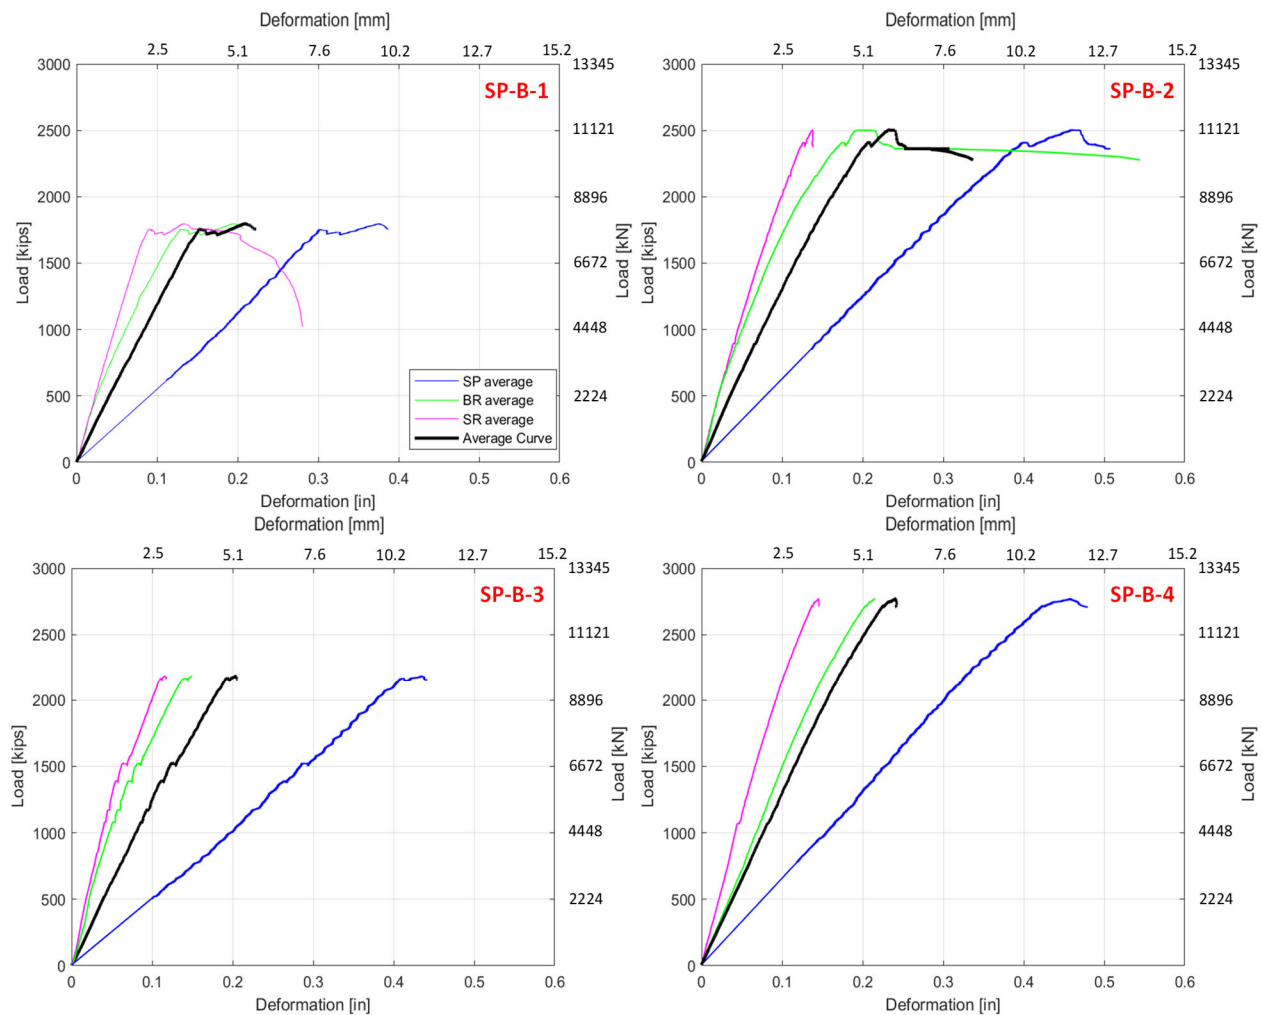 Deformation [mm]
2.5 5.1 7.6 10.2 12.7 15.2
3000 13345
SP-B-1
2500 11121
2000 8896
1500 6672
1000 4448
500 2224
0
Load [kips]
Load [kN]
SP average
BR average
SR average
Average Curve
0 0.1 0.2 0.3 0.4 0.5 0.6
Deformation [in]
Deformation [mm]
2.5 5.1 7.6 10.2 12.7 15.2
3000 13345
SP-B-2
2500 11121
2000 8896
1500 6672
1000 4448
500 2224
0
Load [kips]
Load [kN]
0 0.1 0.2 0.3 0.4 0.5 0.6
Deformation [in]
Deformation [mm]
2.5 5.1 7.6 10.2 12.7 15.2
3000 13345
SP-B-3
2500 11121
2000 8896
1500 6672
1000 4448
500 2224
0
Load [kips]
Load [kN]
0 0.1 0.2 0.3 0.4 0.5 0.6
Deformation [in]
Deformation [mm]
2.5 5.1 7.6 10.2 12.7 15.2
3000 13345
SP-B-4
2500 11121
2000 8896
1500 6672
1000 4448
500 2224
0
Load [kips]
Load [kN]
0 0.1 0.2 0.3 0.4 0.5 0.6
Deformation [in]